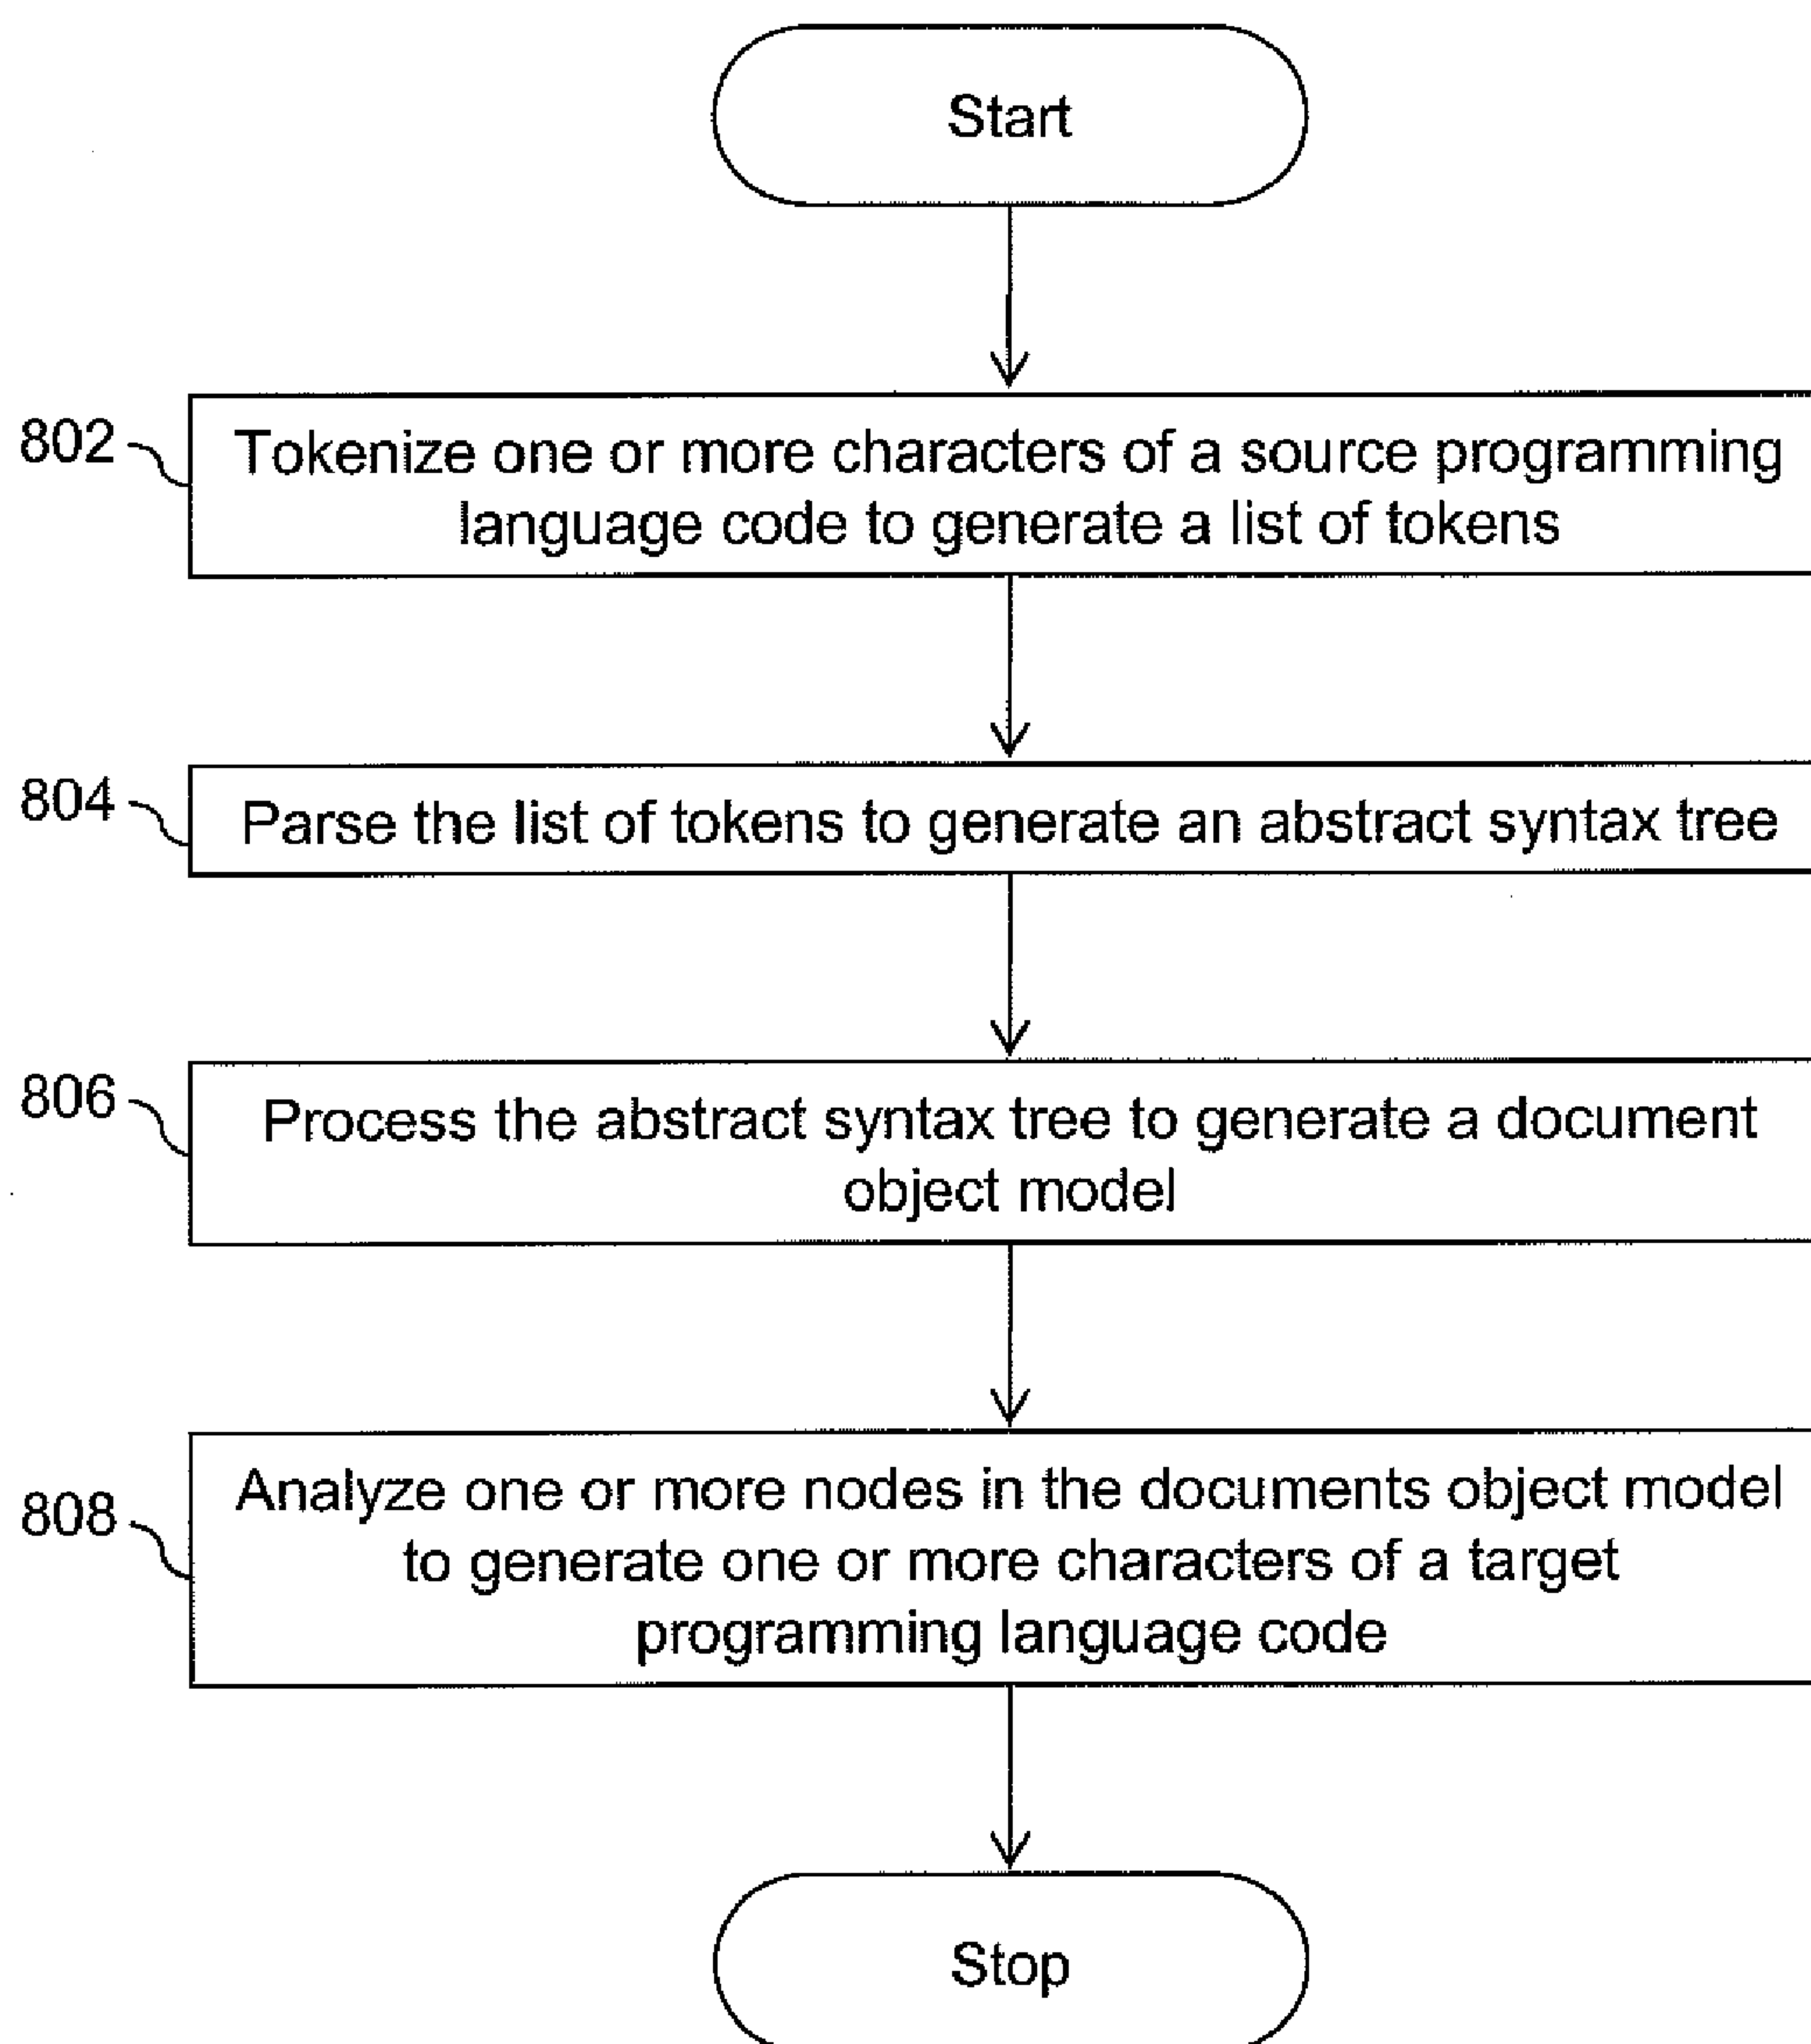 Start
802
Tokenize one or more characters of a source programming
language code to generate a list of tokens
804
Parse the list of tokens to generate an abstract syntax tree
806
Process the abstract syntax tree to generate a document
object model
808
Analyze one or more nodes in the documents object model
to generate one or more characters of a target
programming language code
Stop